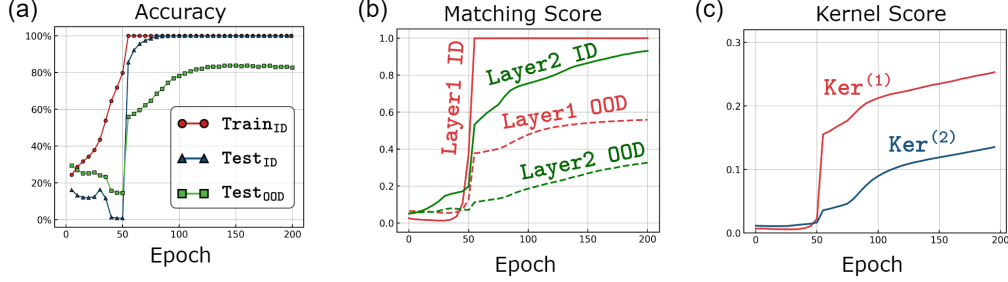 (a) Accuracy
100%
80%
60%
40%
20%
0%
Train_ID
Test_ID
Test_OOD
0 50 100 150 200
Epoch
(b) Matching Score
1.0
0.8
0.6
0.4
0.2
0.0
Layer1 ID
Layer2 ID
Layer1 OOD
Layer2 OOD
0 50 100 150 200
Epoch
(c) Kernel Score
0.3
0.2
0.1
0.0
Ker^(1)
Ker^(2)
0 50 100 150 200
Epoch